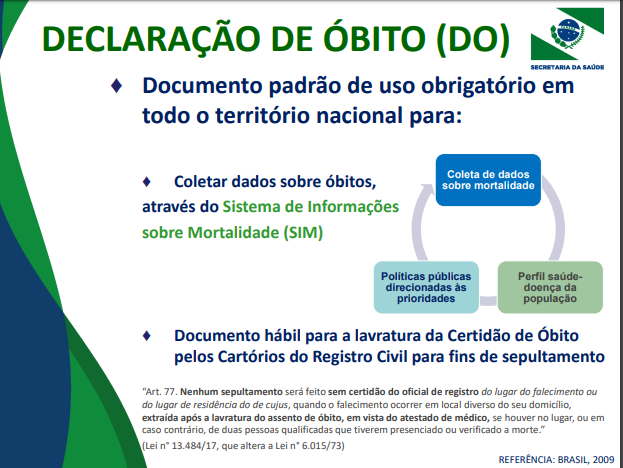 DECLARAÇÃO DE ÓBITO (DO)
SECRETARIA DA SAÚDE
♦ Documento padrão de uso obrigatório em
todo o território nacional para:
♦ Coletar dados sobre óbitos,
através do Sistema de Informações
sobre Mortalidade (SIM)
Coleta de dados
sobre mortalidade
Políticas públicas
direcionadas às
prioridades
Perfil saúde-
doença da
população
♦ Documento hábil para a lavratura da Certidão de Óbito
pelos Cartórios do Registro Civil para fins de sepultamento
“Art. 77. Nenhum sepultamento será feito sem certidão do oficial de registro do lugar do falecimento ou
do lugar de residência do de cujus, quando o falecimento ocorrer em local diverso do seu domicílio,
extraída após a lavratura do assento de óbito, em vista do atestado de médico, se houver no lugar, ou em
caso contrário, de duas pessoas qualificadas que tiverem presenciado ou verificado a morte.”
(Lei n° 13.484/17, que altera a Lei n° 6.015/73)
REFERÊNCIA: BRASIL, 2009